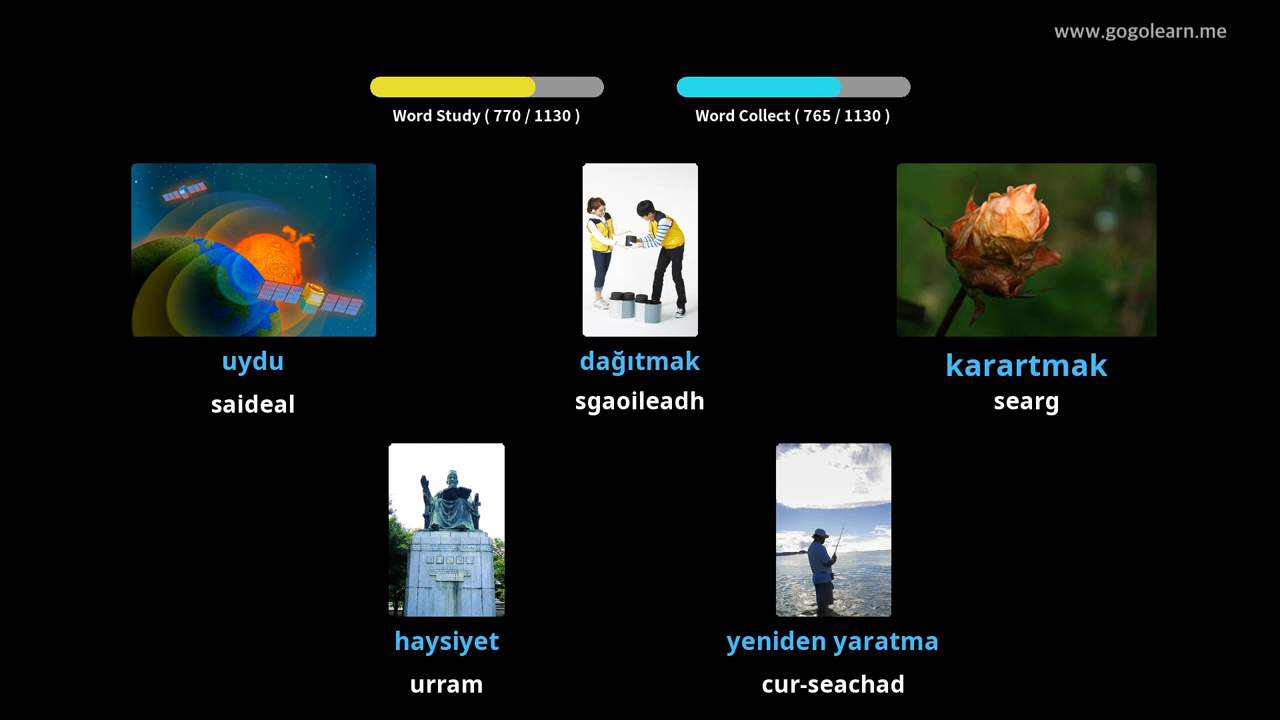 www.gogolearn.me
Word Study ( 770 / 1130 )
Word Collect ( 765 / 1130 )
uydu
saideal
dağıtmak
sgaoileadh
karartmak
searg
haysiyet
urram
yeniden yaratma
cur-seachad